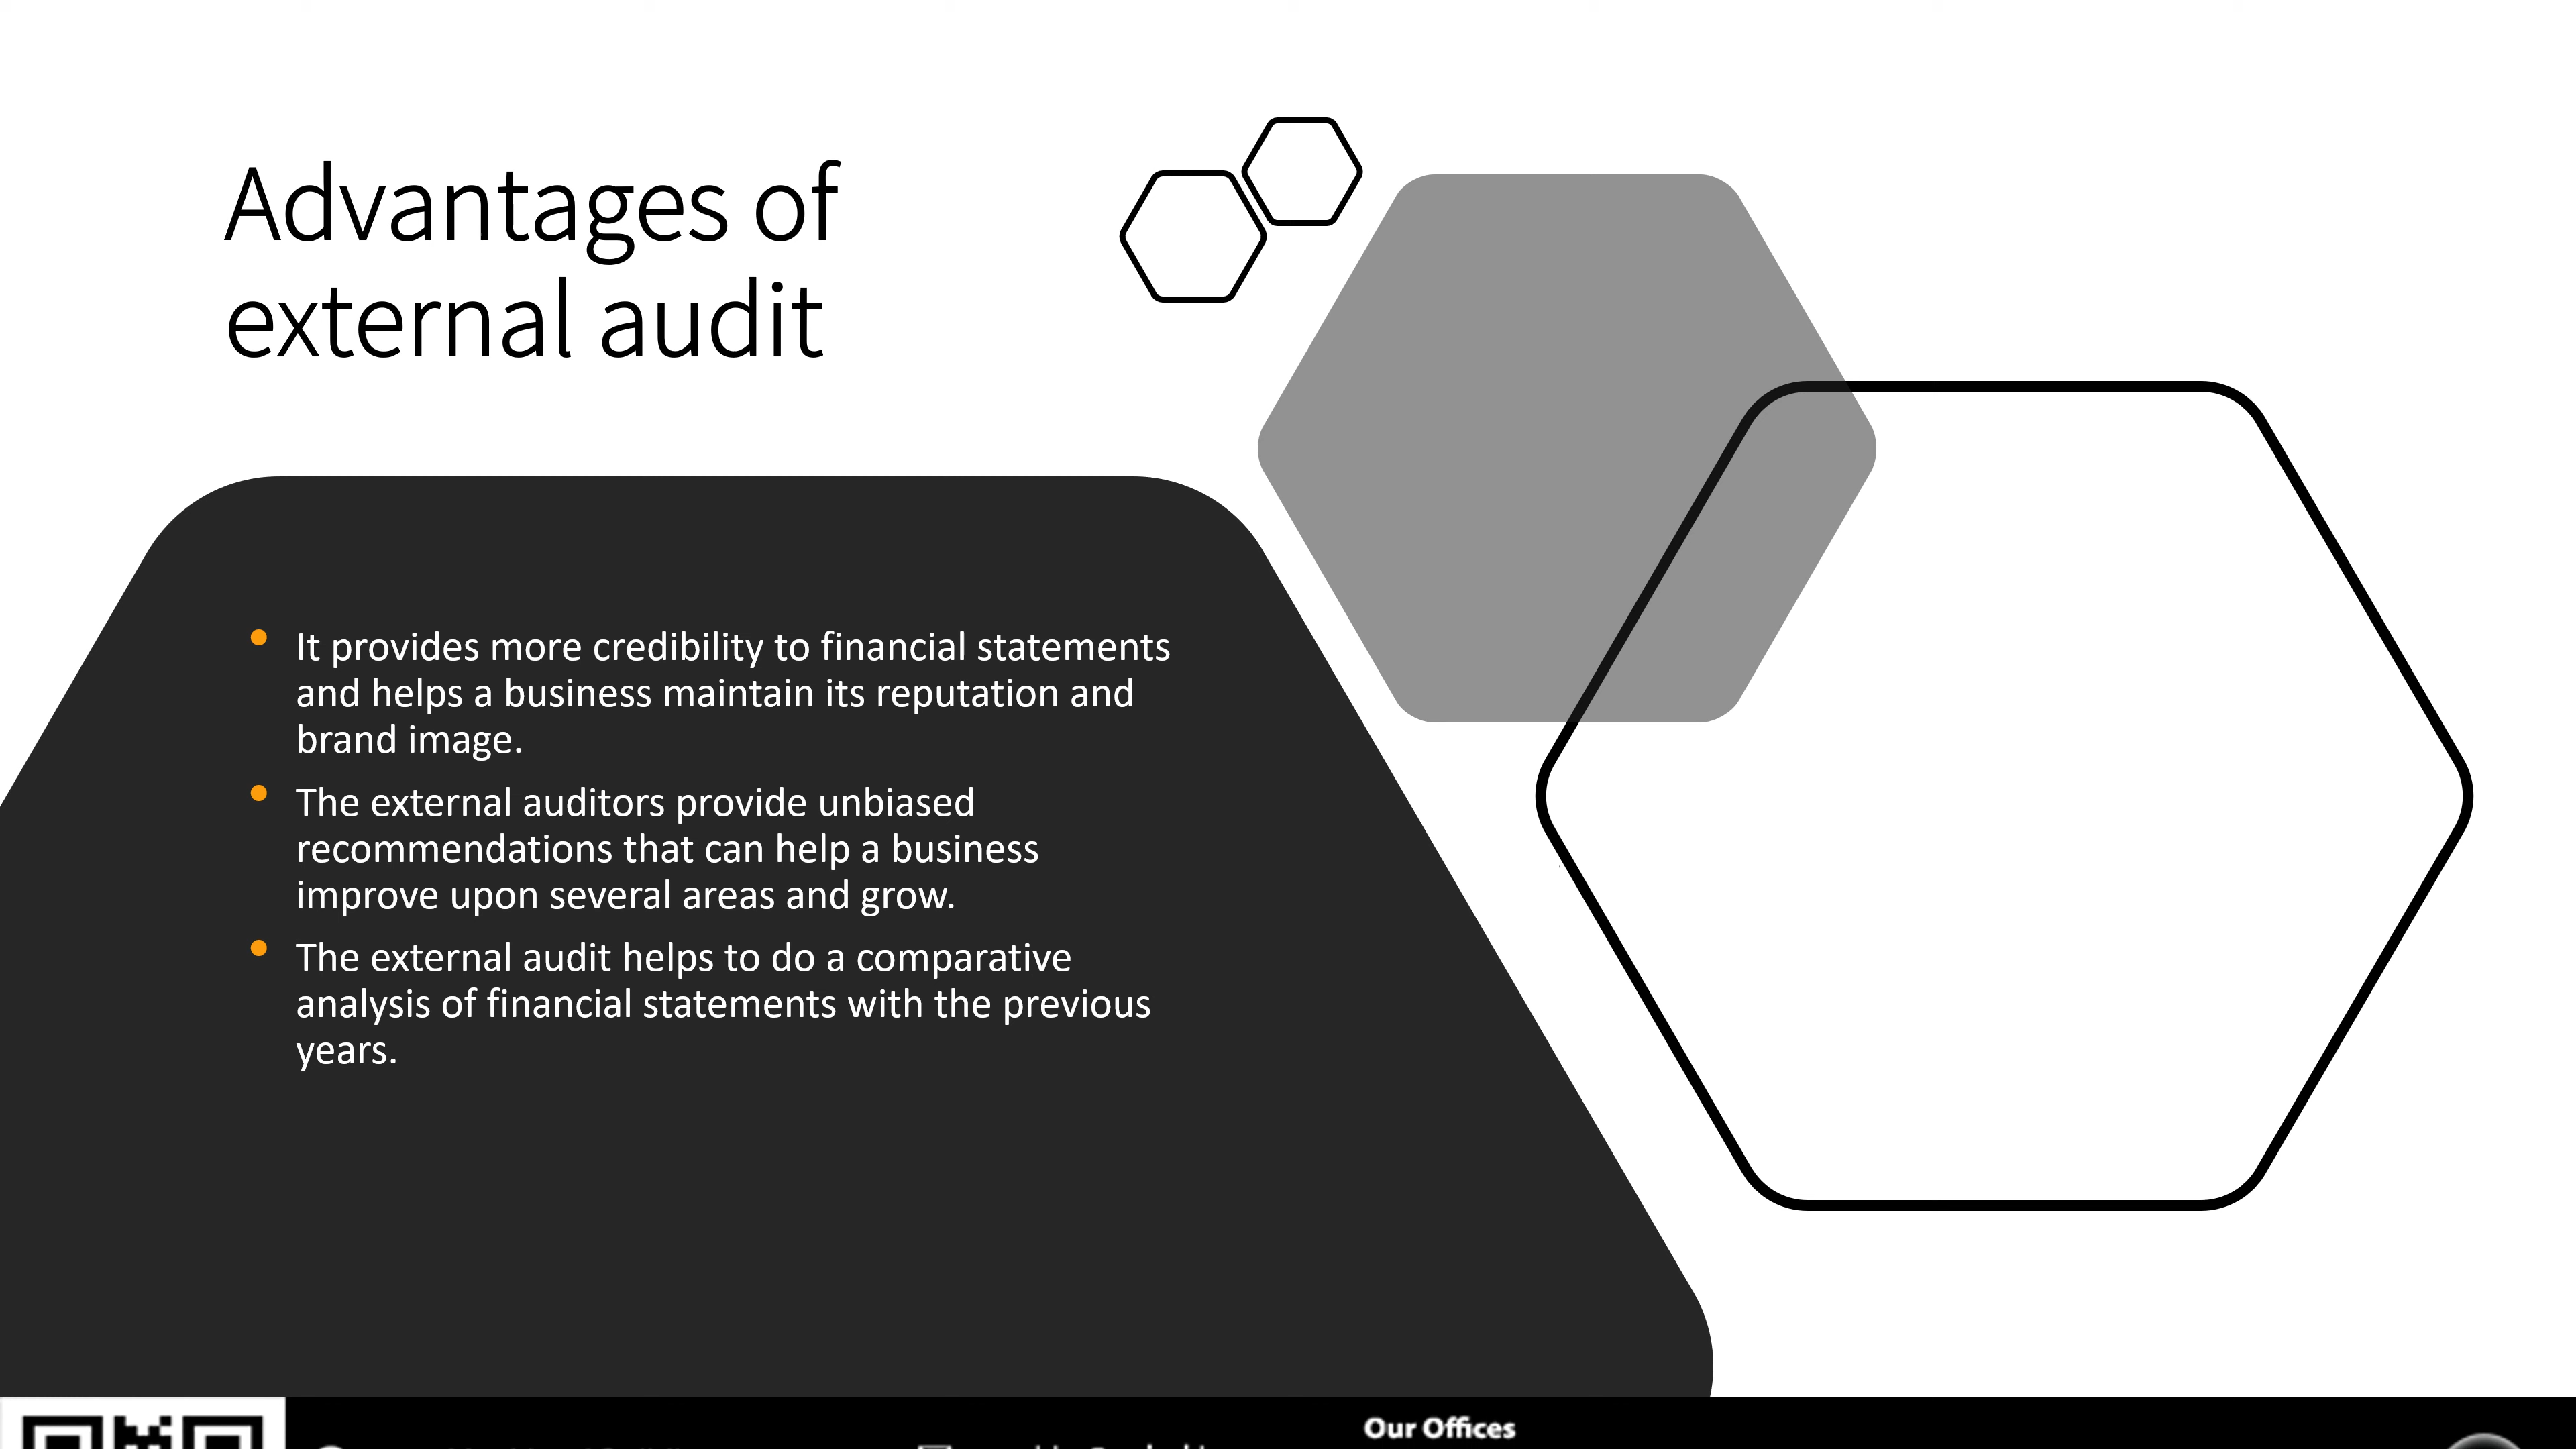 Advantages of
external audit
It provides more credibility to financial statements
and helps a business maintain its reputation and
brand image.
The external auditors provide unbiased
recommendations that can help a business
improve upon several areas and grow.
The external audit helps to do a comparative
analysis of financial statements with the previous
years.
Our Offices